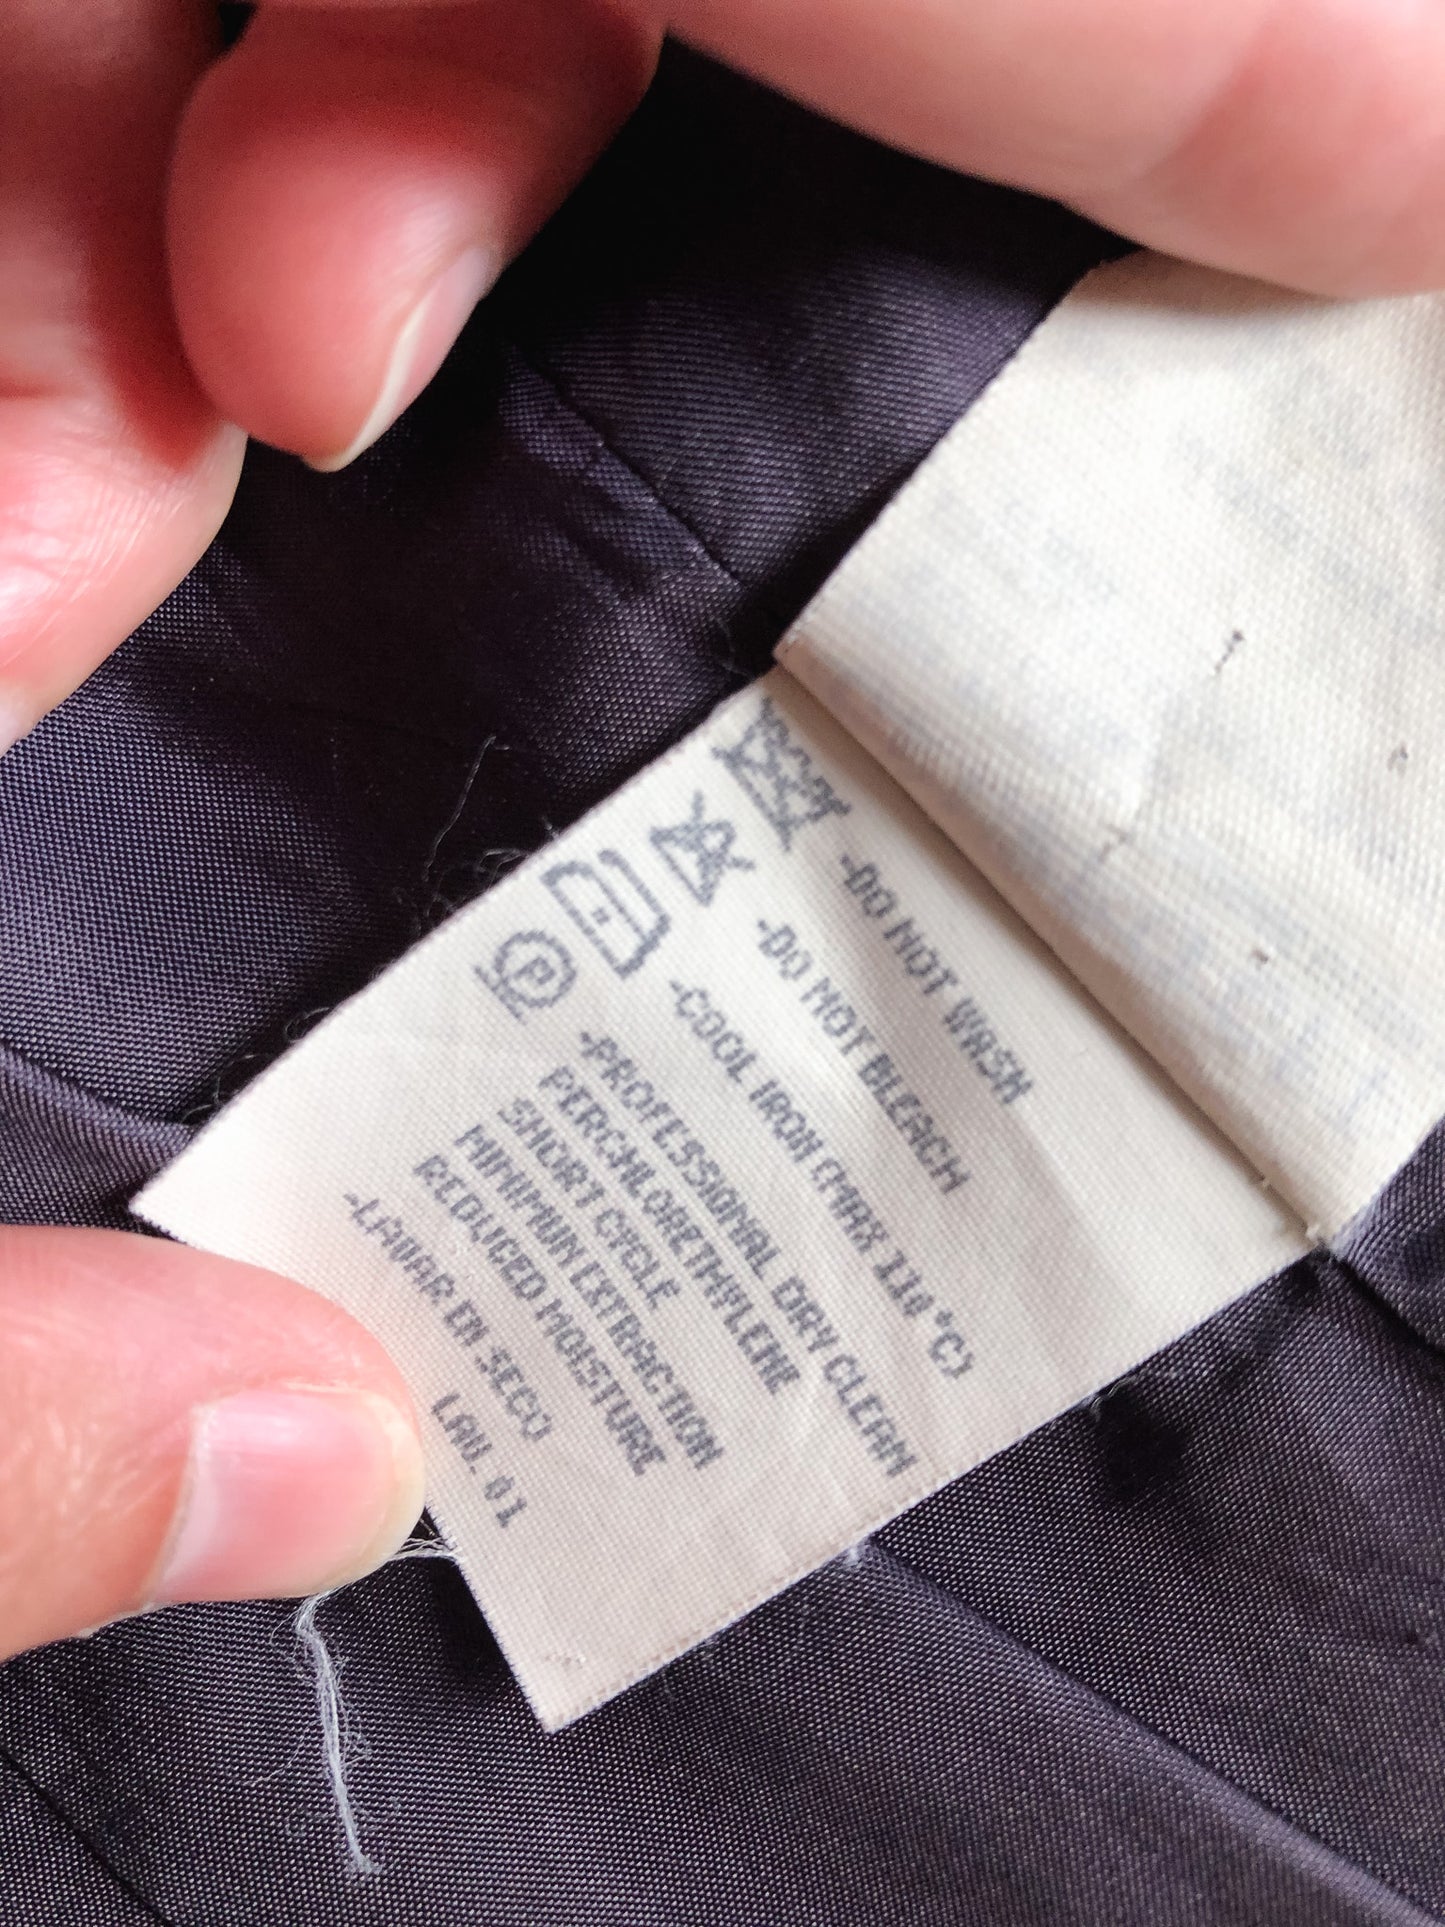 -DO NOT WASH
-DO NOT BLEACH
-COOL IRON (MAX 110°C)
-PROFESSIONAL DRY CLEAN
PERCHLORETHYLENE
SHORT CYCLE
MINIMUN EXTRACTION
REDUCED MOISTURE
-LAVAR EN SECO
LAV. 01
P